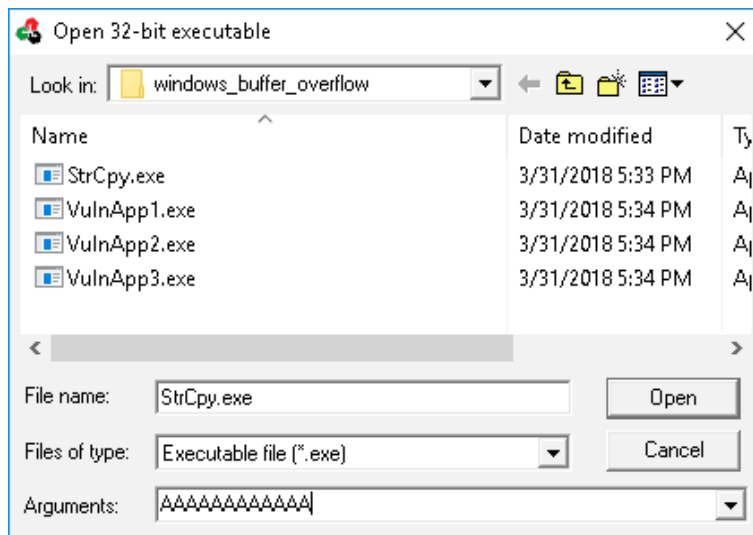 Open 32-bit executable
Look in: windows_buffer_overflow
Name Date modified
StrCpy.exe 3/31/2018 5:33 PM
VulnApp1.exe 3/31/2018 5:34 PM
VulnApp2.exe 3/31/2018 5:34 PM
VulnApp3.exe 3/31/2018 5:34 PM
File name: StrCpy.exe Open
Files of type: Executable file (*.exe) Cancel
Arguments: AAAAAAAAAAAA